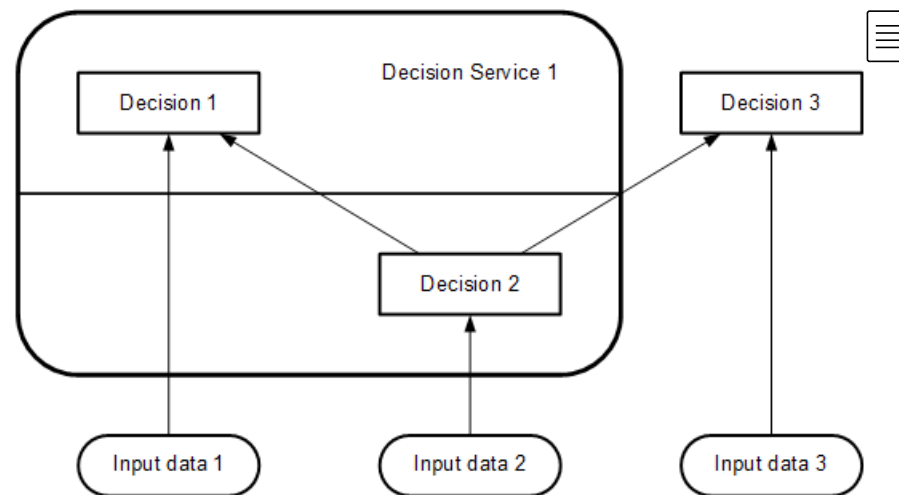 Decision Service 1
Decision 1
Decision 3
Decision 2
Input data 1
Input data 2
Input data 3